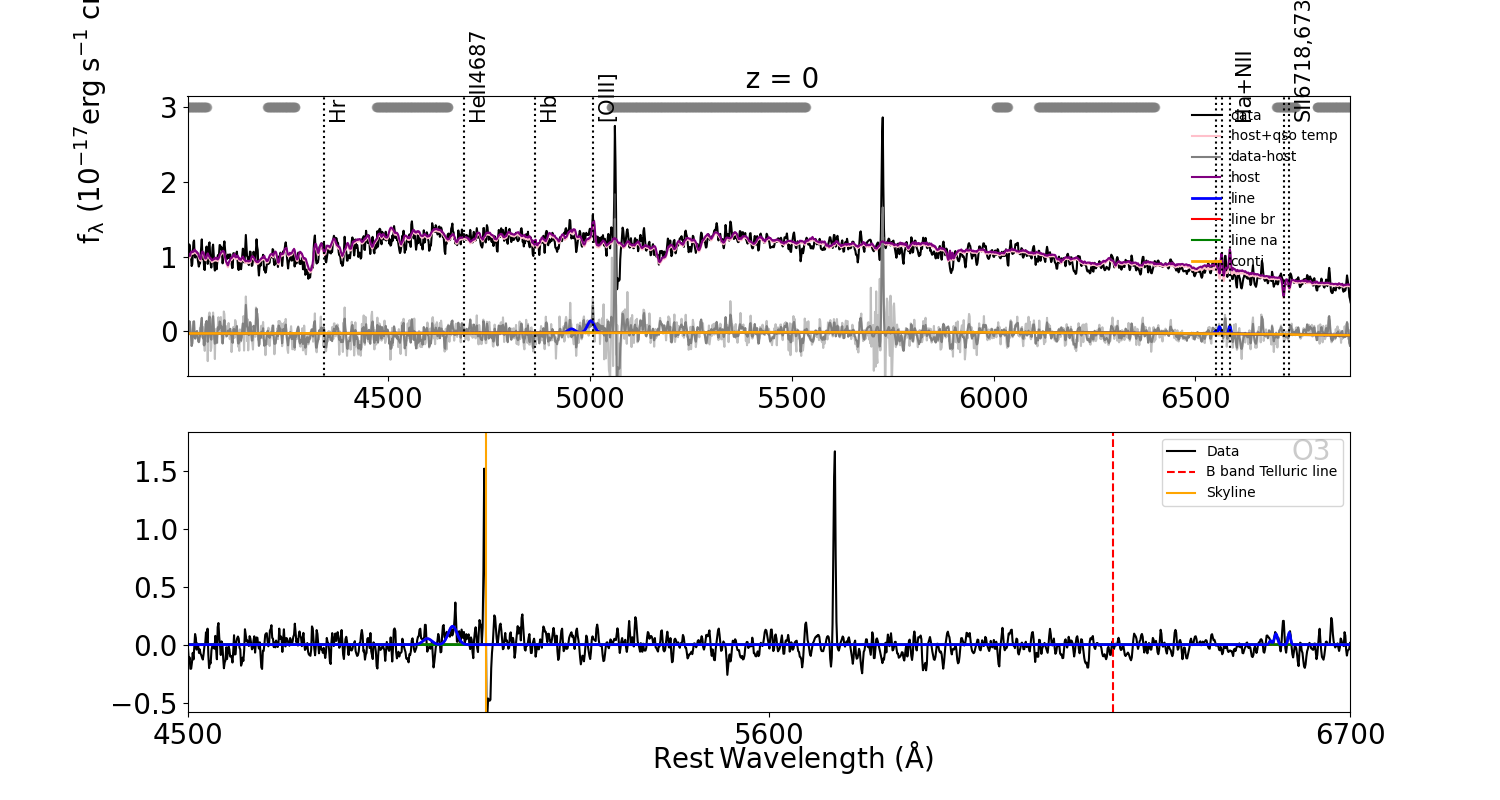 z = 0
fλ (10⁻¹⁷erg s⁻¹ c
Hr
HeII4687
Hb
[OIII]
Ha+NII
SII6718,673
3
2
1
0
data
host+qso temp
data-host
host
line
line br
line na
conti
4500 5000 5500 6000 6500
O3
Data
B band Telluric line
Skyline
1.5
1.0
0.5
0.0
−0.5
4500 5600 6700
Rest Wavelength (Å)